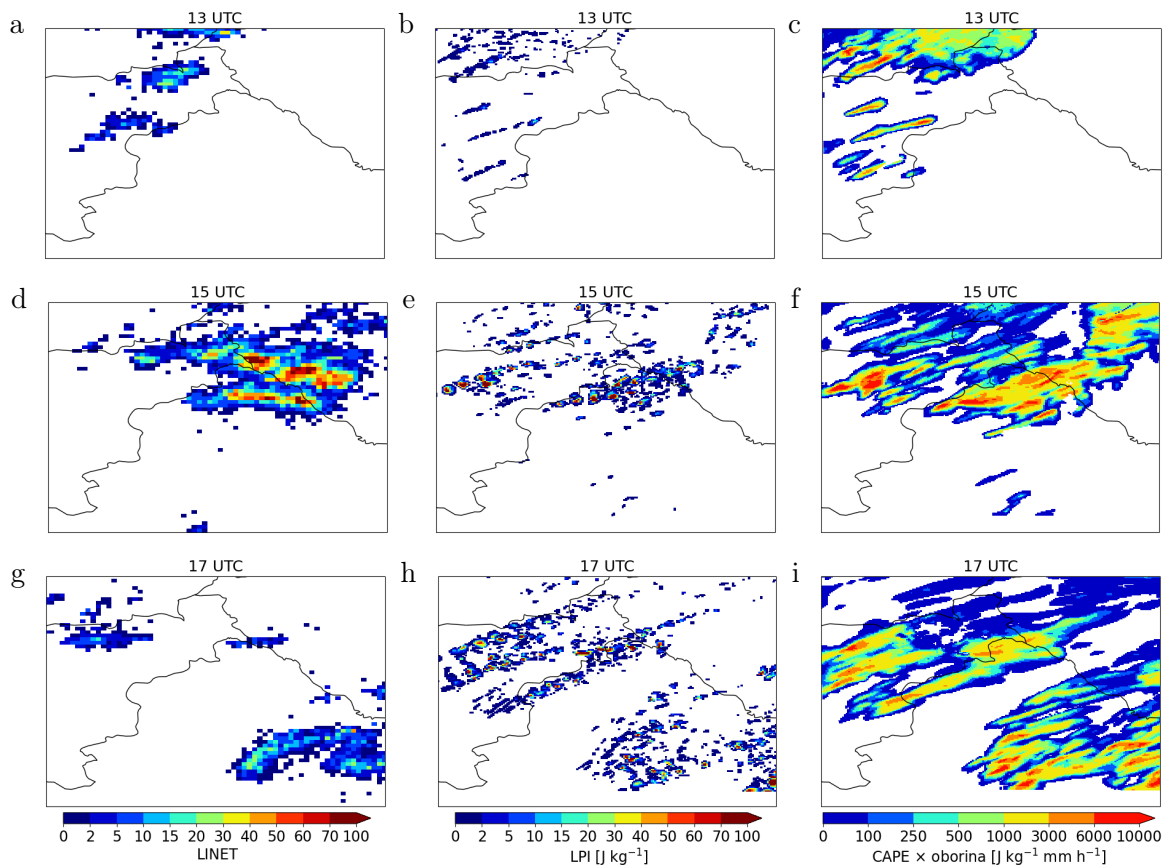 a 13 UTC b 13 UTC c 13 UTC
d 15 UTC e 15 UTC f 15 UTC
g 17 UTC h 17 UTC i 17 UTC
0 2 5 10 15 20 30 40 50 60 70 100 0 2 5 10 15 20 30 40 50 60 70 100 0 100 250 500 1000 3000 6000 10000
LINET LPI [J kg⁻¹] CAPE × oborina [J kg⁻¹ mm h⁻¹]